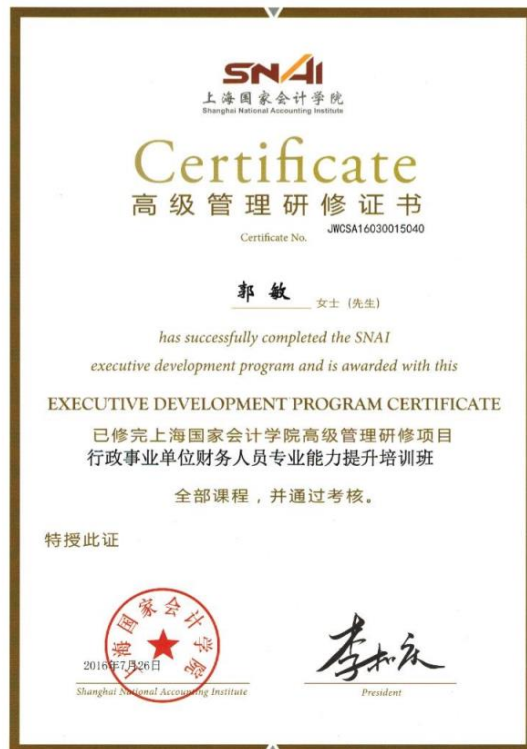 SNAI
上海国家会计学院
Shanghai National Accounting Institute
Certificate
高级管理研修证书
Certificate No. JWCSA16030015040
郭敏 女士 (先生)
has successfully completed the SNAI
executive development program and is awarded with this
EXECUTIVE DEVELOPMENT PROGRAM CERTIFICATE
已修完上海国家会计学院高级管理研修项目
行政事业单位财务人员专业能力提升培训班
全部课程，并通过考核。
特授此证
上海国家会计学院
2016年7月26日
李扣庆
Shanghai National Accounting Institute
President